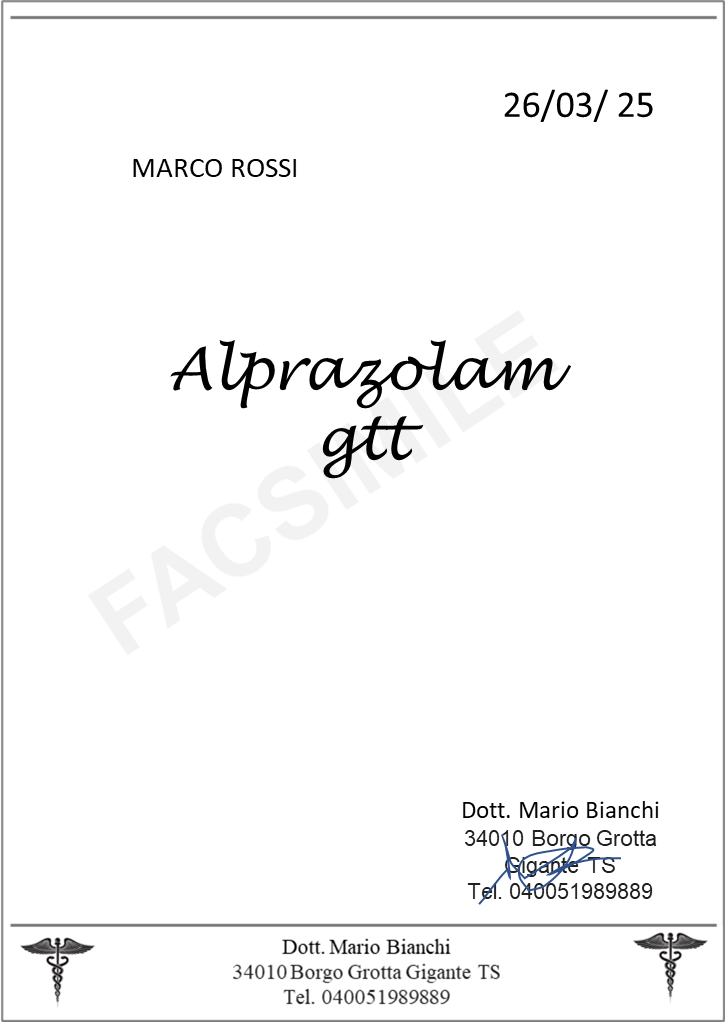 26/03/ 25
MARCO ROSSI
Alprazolam
gtt
FACSIMILE
Dott. Mario Bianchi
34010 Borgo Grotta
Gigante TS
Tel. 040051989889
Dott. Mario Bianchi
34010 Borgo Grotta Gigante TS
Tel. 040051989889